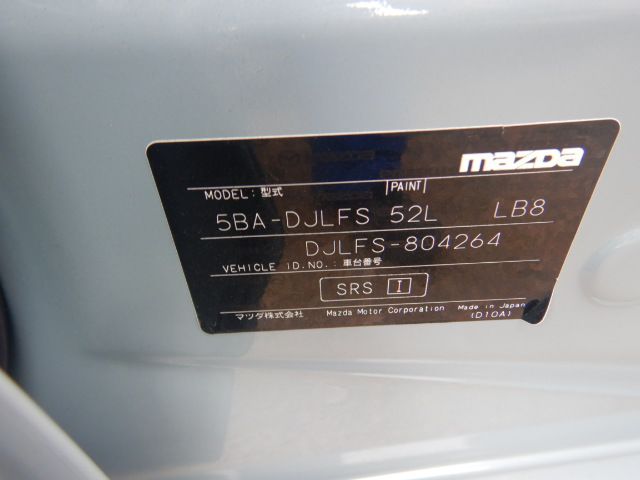 mazda
MODEL: 型式 PAINT
5BA-DJLFS 52L LB8
DJLFS-804264
VEHICLE ID.NO.: 車台番号
SRS I
マツダ株式会社 Mazda Motor Corporation Made in Japan
(D10A)